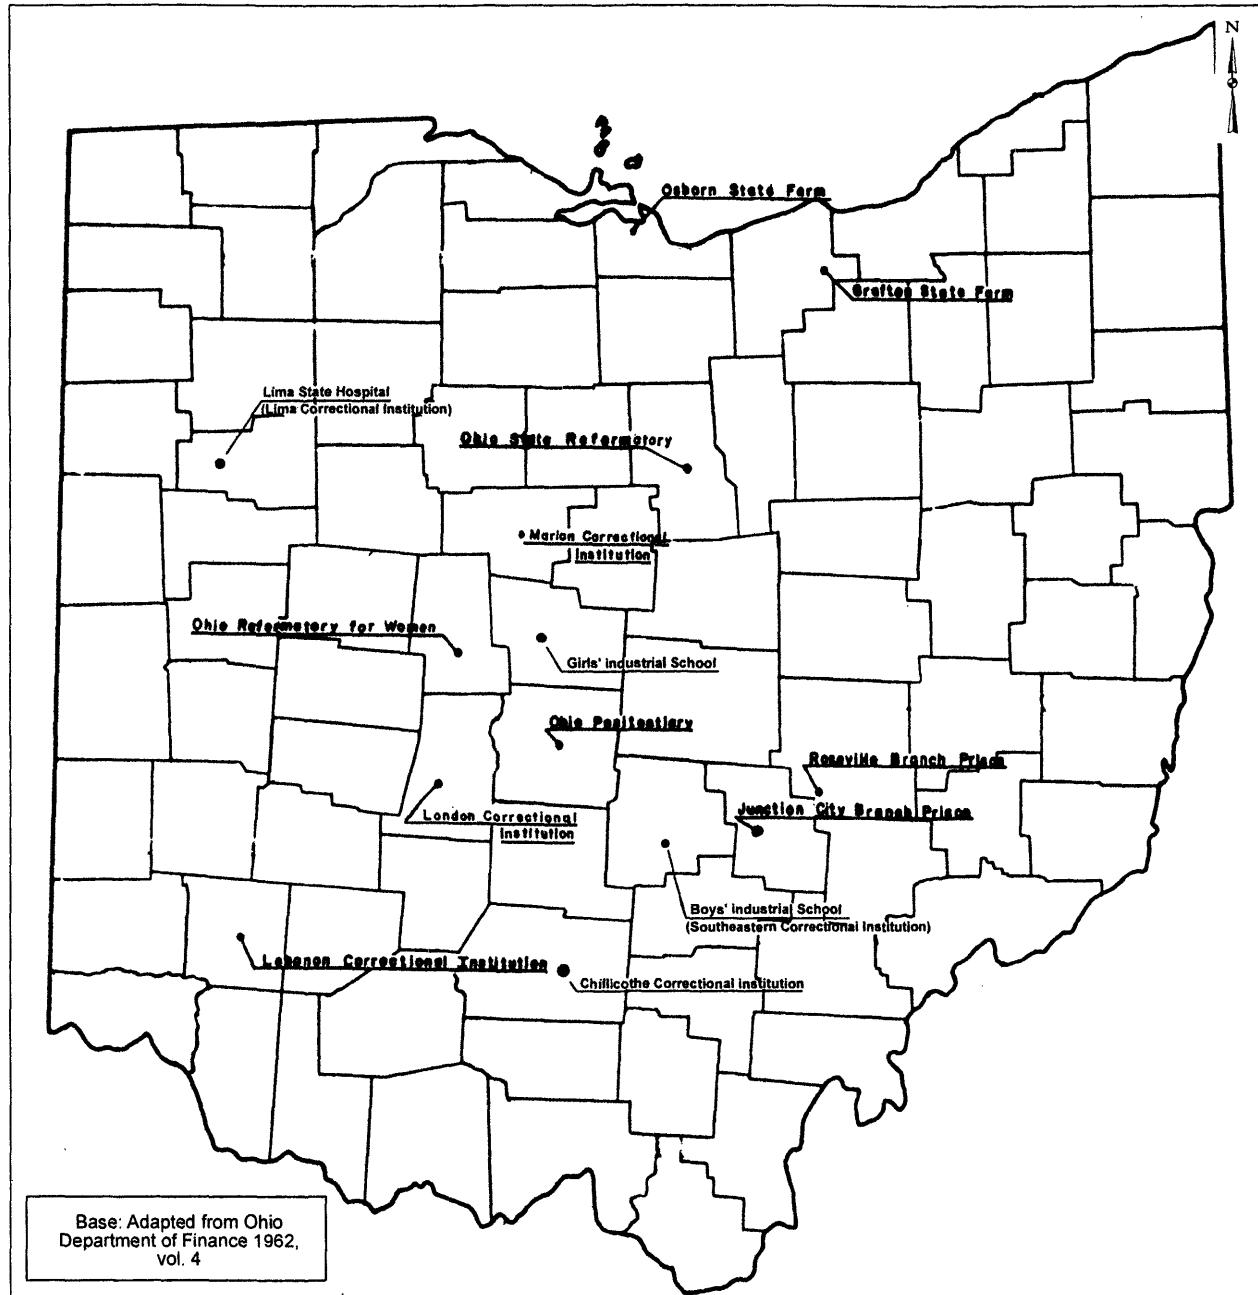 N
Osborn State Farm
Grafton State Farm
Lima State Hospital
(Lima Correctional Institution)
Ohio State Reformatory
Marion Correctional
Institution
Ohio Reformatory for Women
Girls' Industrial School
Ohio Penitentiary
Roseville Branch Prison
Junction City Branch Prison
London Correctional
Institution
Boys' Industrial School
(Southeastern Correctional Institution)
Lebanon Correctional Institution
Chillicothe Correctional Institution
Base: Adapted from Ohio
Department of Finance 1962,
vol. 4